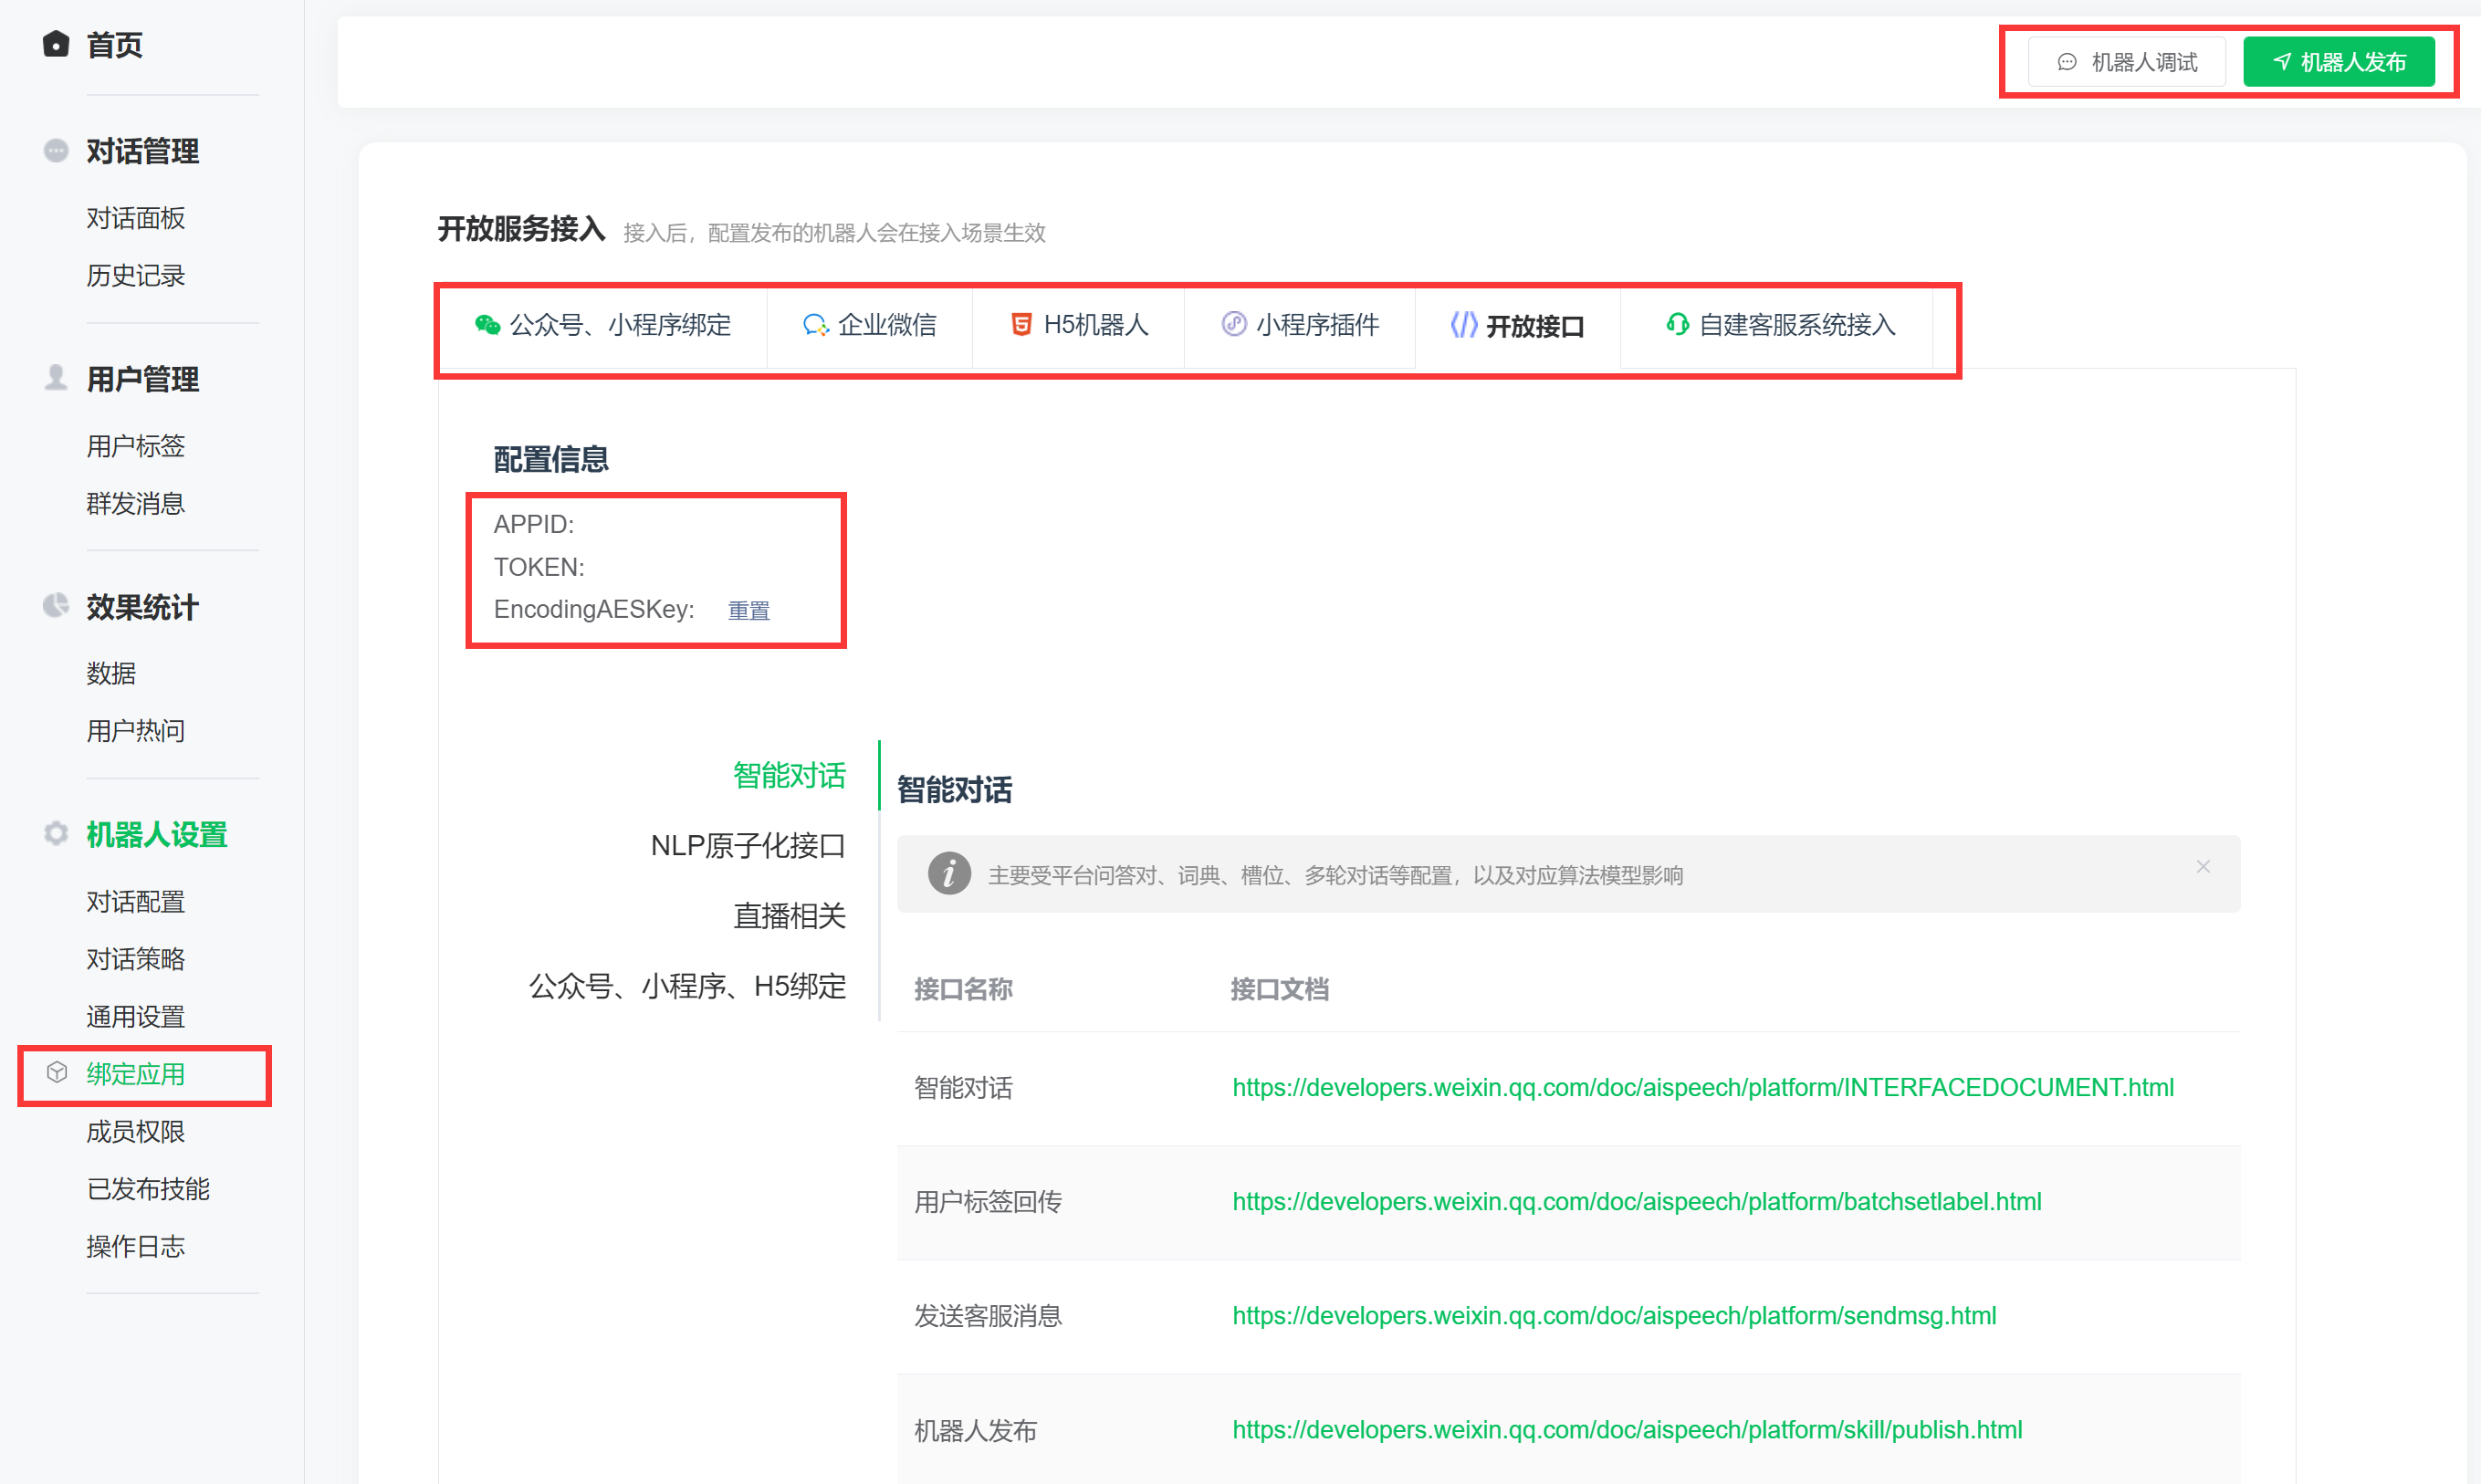 首页
对话管理
对话面板
历史记录
用户管理
用户标签
群发消息
效果统计
数据
用户热问
机器人设置
对话配置
对话策略
通用设置
绑定应用
成员权限
已发布技能
操作日志
机器人调试 机器人发布
开放服务接入 接入后，配置发布的机器人会在接入场景生效
公众号、小程序绑定 企业微信 H5机器人 小程序插件 开放接口 自建客服系统接入
配置信息
APPID:
TOKEN:
EncodingAESKey: 重置
智能对话
NLP原子化接口
直播相关
公众号、小程序、H5绑定
智能对话
主要受平台问答对、词典、槽位、多轮对话等配置，以及对应算法模型影响
接口名称 接口文档
智能对话 https://developers.weixin.qq.com/doc/aispeech/platform/INTERFACEDOCUMENT.html
用户标签回传 https://developers.weixin.qq.com/doc/aispeech/platform/batchsetlabel.html
发送客服消息 https://developers.weixin.qq.com/doc/aispeech/platform/sendmsg.html
机器人发布 https://developers.weixin.qq.com/doc/aispeech/platform/skill/publish.html